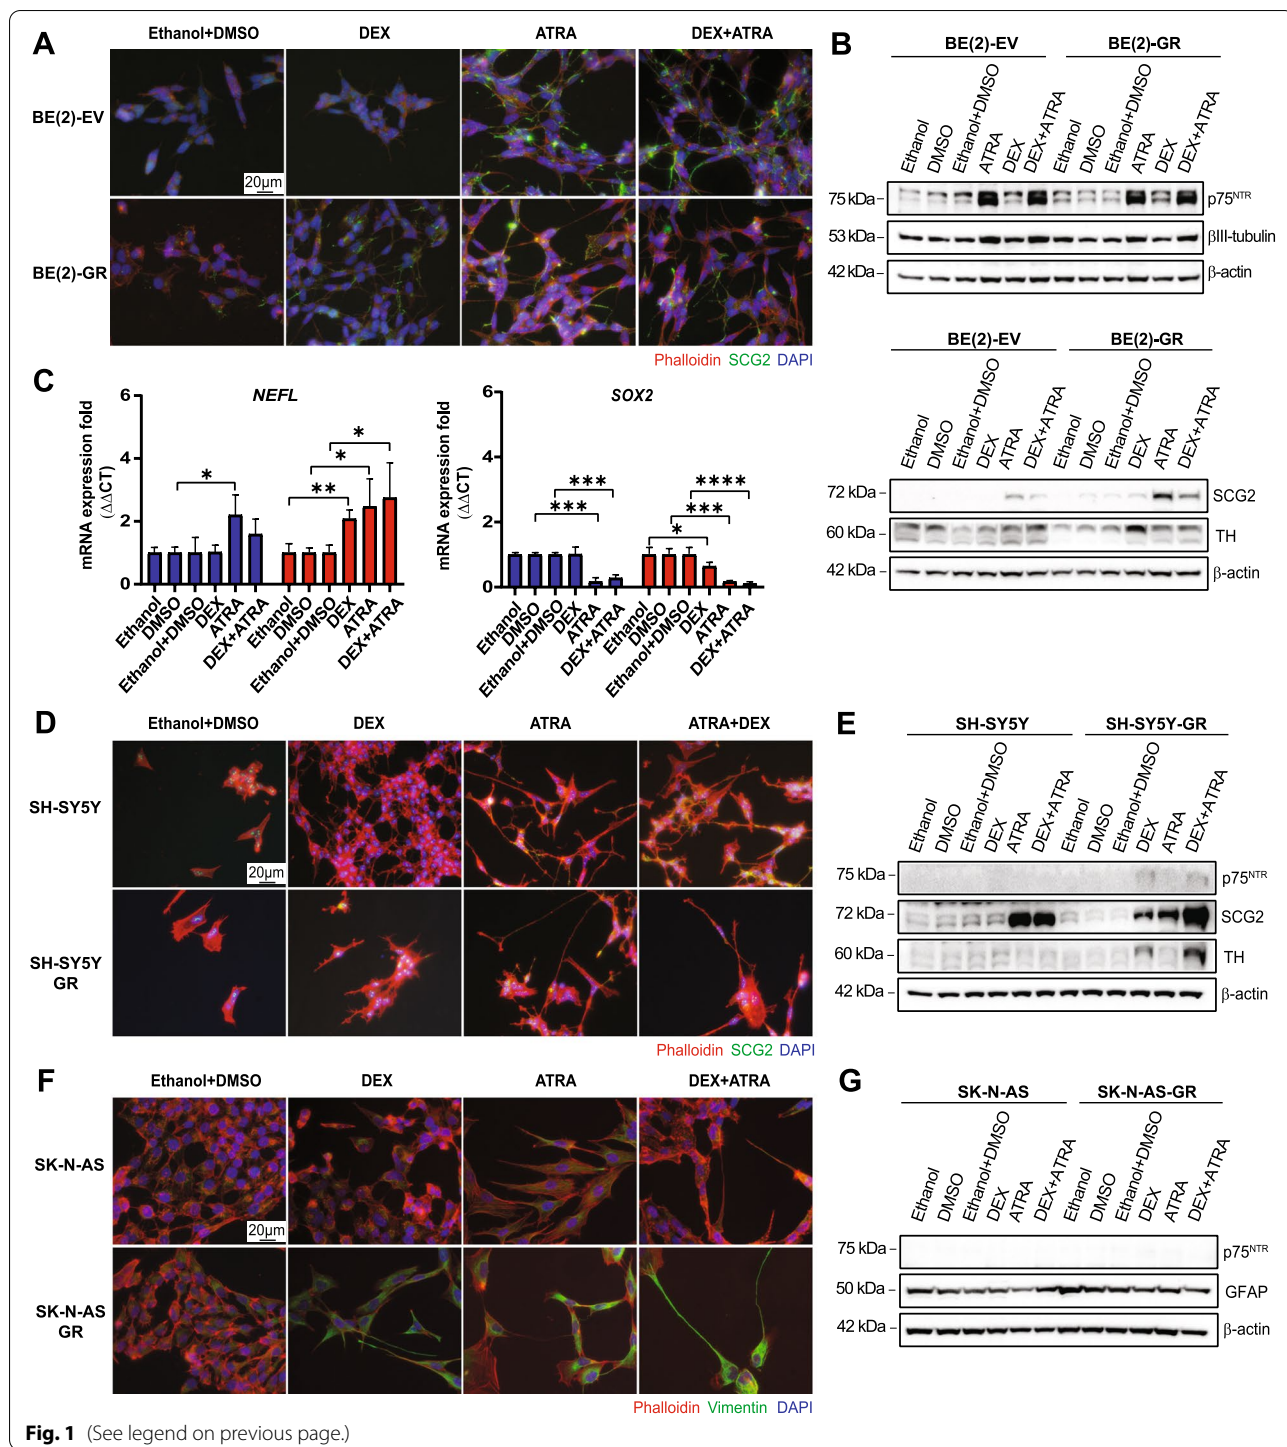 A
Ethanol+DMSO DEX ATRA DEX+ATRA
BE(2)-EV
20µm
BE(2)-GR
Phalloidin SCG2 DAPI
B
BE(2)-EV BE(2)-GR
Ethanol DMSO Ethanol+DMSO ATRA DEX DEX+ATRA Ethanol DMSO Ethanol+DMSO ATRA DEX DEX+ATRA
75 kDa p75NTR
53 kDa βIII-tubulin
42 kDa β-actin
BE(2)-EV BE(2)-GR
Ethanol DMSO Ethanol+DMSO DEX ATRA DEX+ATRA Ethanol DMSO Ethanol+DMSO DEX ATRA DEX+ATRA
72 kDa SCG2
60 kDa TH
42 kDa β-actin
C
NEFL
mRNA expression fold
(ΔΔCT)
6
4
2
0
* ** * *
Ethanol DMSO Ethanol+DMSO DEX ATRA DEX+ATRA Ethanol DMSO Ethanol+DMSO DEX ATRA DEX+ATRA
SOX2
mRNA expression fold
(ΔΔCT)
6
4
2
0
*** *** * *** ****
Ethanol DMSO Ethanol+DMSO DEX ATRA DEX+ATRA Ethanol DMSO Ethanol+DMSO DEX ATRA DEX+ATRA
D
Ethanol+DMSO DEX ATRA ATRA+DEX
SH-SY5Y
20µm
SH-SY5Y
GR
Phalloidin SCG2 DAPI
E
SH-SY5Y SH-SY5Y-GR
Ethanol DMSO Ethanol+DMSO DEX ATRA DEX+ATRA Ethanol DMSO Ethanol+DMSO DEX ATRA DEX+ATRA
75 kDa p75NTR
72 kDa SCG2
60 kDa TH
42 kDa β-actin
F
Ethanol+DMSO DEX ATRA DEX+ATRA
SK-N-AS
20µm
SK-N-AS
GR
Phalloidin Vimentin DAPI
G
SK-N-AS SK-N-AS-GR
Ethanol DMSO Ethanol+DMSO DEX ATRA DEX+ATRA Ethanol DMSO Ethanol+DMSO DEX ATRA DEX+ATRA
75 kDa p75NTR
50 kDa GFAP
42 kDa β-actin
Fig. 1 (See legend on previous page.)